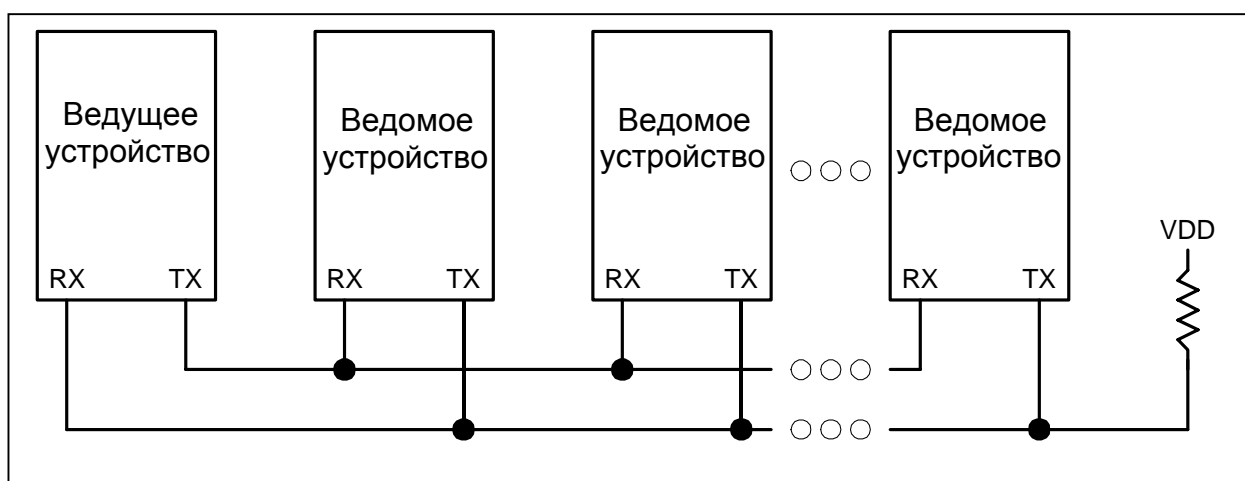 Ведущее
устройство
Ведомое
устройство
Ведомое
устройство
Ведомое
устройство
VDD
RX TX
RX TX
RX TX
RX TX